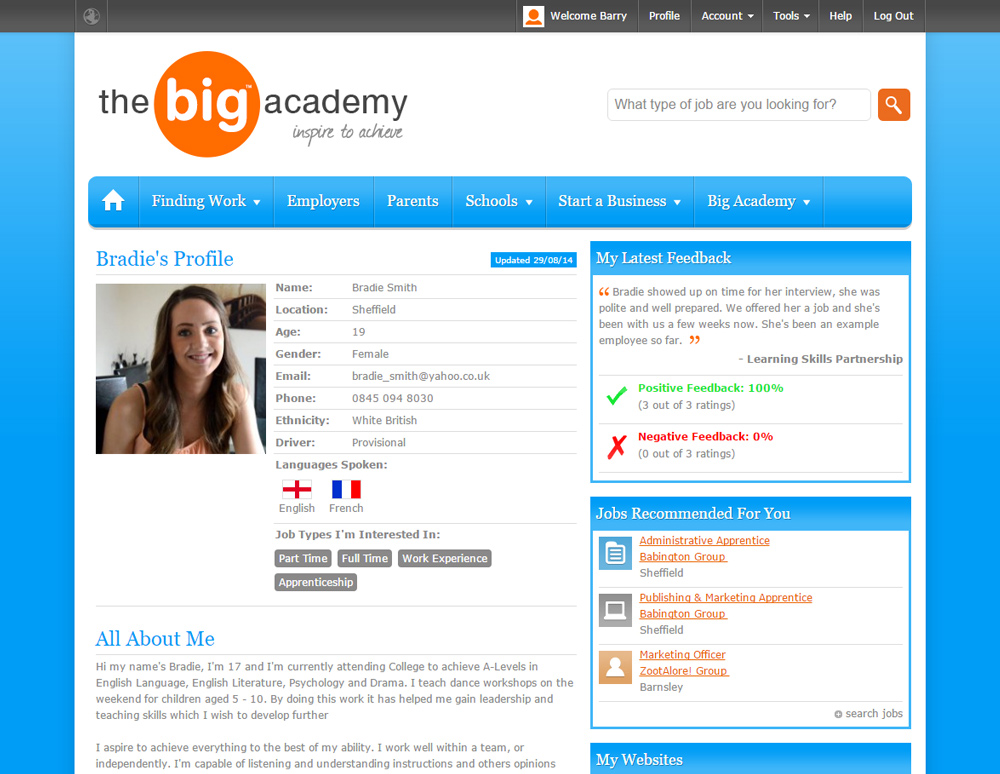 Welcome Barry
Profile
Account
Tools
Help
Log Out
the big™ academy
inspire to achieve
What type of job are you looking for?
Finding Work
Employers
Parents
Schools
Start a Business
Big Academy
Bradie's Profile
Updated 29/08/14
Name: Bradie Smith
Location: Sheffield
Age: 19
Gender: Female
Email: bradie_smith@yahoo.co.uk
Phone: 0845 094 8030
Ethnicity: White British
Driver: Provisional
Languages Spoken:
English French
Job Types I'm Interested In:
Part Time Full Time Work Experience
Apprenticeship
All About Me
Hi my name's Bradie, I'm 17 and I'm currently attending College to achieve A-Levels in
English Language, English Literature, Psychology and Drama. I teach dance workshops on the
weekend for children aged 5 - 10. By doing this work it has helped me gain leadership and
teaching skills which I wish to develop further
I aspire to achieve everything to the best of my ability. I work well within a team, or
independently. I'm capable of listening and understanding instructions and others opinions
My Latest Feedback
“ Bradie showed up on time for her interview, she was
polite and well prepared. We offered her a job and she's
been with us a few weeks now. She's been an example
employee so far. ”
- Learning Skills Partnership
Positive Feedback: 100%
(3 out of 3 ratings)
Negative Feedback: 0%
(0 out of 3 ratings)
Jobs Recommended For You
Administrative Apprentice
Babington Group
Sheffield
Publishing & Marketing Apprentice
Babington Group
Sheffield
Marketing Officer
ZootAlore! Group
Barnsley
search jobs
My Websites